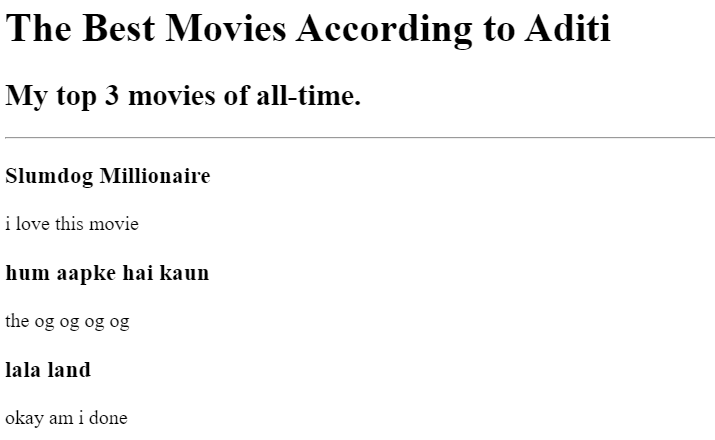 The Best Movies According to Aditi
My top 3 movies of all-time.
Slumdog Millionaire
i love this movie
hum aapke hai kaun
the og og og og
lala land
okay am i done